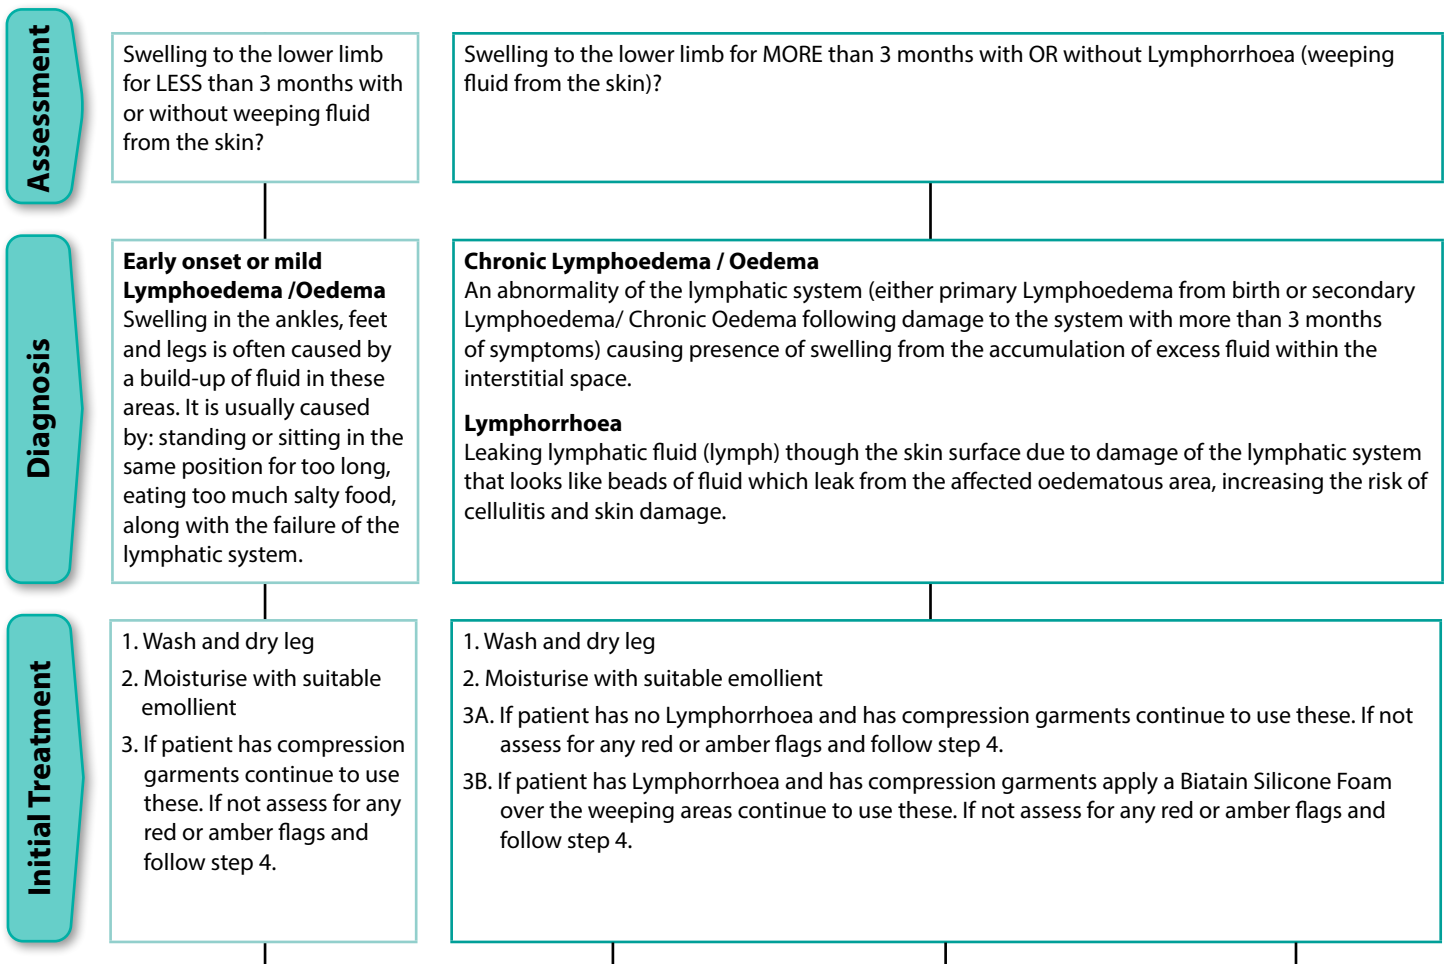 Assessment
Swelling to the lower limb
for LESS than 3 months with
or without weeping fluid
from the skin?
Swelling to the lower limb for MORE than 3 months with OR without Lymphorrhoea (weeping
fluid from the skin)?
Diagnosis
Early onset or mild
Lymphoedema /Oedema
Swelling in the ankles, feet
and legs is often caused by
a build-up of fluid in these
areas. It is usually caused
by: standing or sitting in the
same position for too long,
eating too much salty food,
along with the failure of the
lymphatic system.
Chronic Lymphoedema / Oedema
An abnormality of the lymphatic system (either primary Lymphoedema from birth or secondary
Lymphoedema/ Chronic Oedema following damage to the system with more than 3 months
of symptoms) causing presence of swelling from the accumulation of excess fluid within the
interstitial space.
Lymphorrhoea
Leaking lymphatic fluid (lymph) though the skin surface due to damage of the lymphatic system
that looks like beads of fluid which leak from the affected oedematous area, increasing the risk of
cellulitis and skin damage.
Initial Treatment
1. Wash and dry leg
2. Moisturise with suitable
emollient
3. If patient has compression
garments continue to use
these. If not assess for any
red or amber flags and
follow step 4.
1. Wash and dry leg
2. Moisturise with suitable emollient
3A. If patient has no Lymphorrhoea and has compression garments continue to use these. If not
assess for any red or amber flags and follow step 4.
3B. If patient has Lymphorrhoea and has compression garments apply a Biatain Silicone Foam
over the weeping areas continue to use these. If not assess for any red or amber flags and
follow step 4.